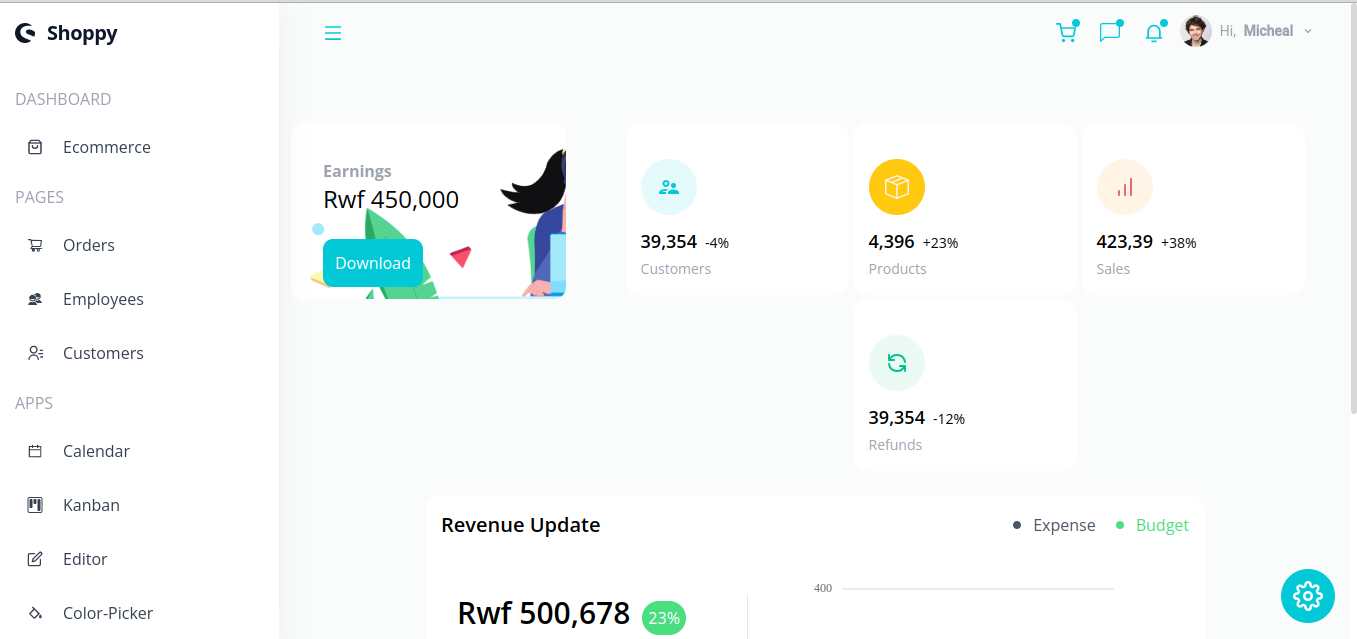 Shoppy
Hi, Micheal
DASHBOARD
Ecommerce
PAGES
Orders
Employees
Customers
APPS
Calendar
Kanban
Editor
Color-Picker
Earnings
Rwf 450,000
Download
39,354 -4%
Customers
4,396 +23%
Products
423,39 +38%
Sales
39,354 -12%
Refunds
Revenue Update
Expense
Budget
Rwf 500,678 23%
400